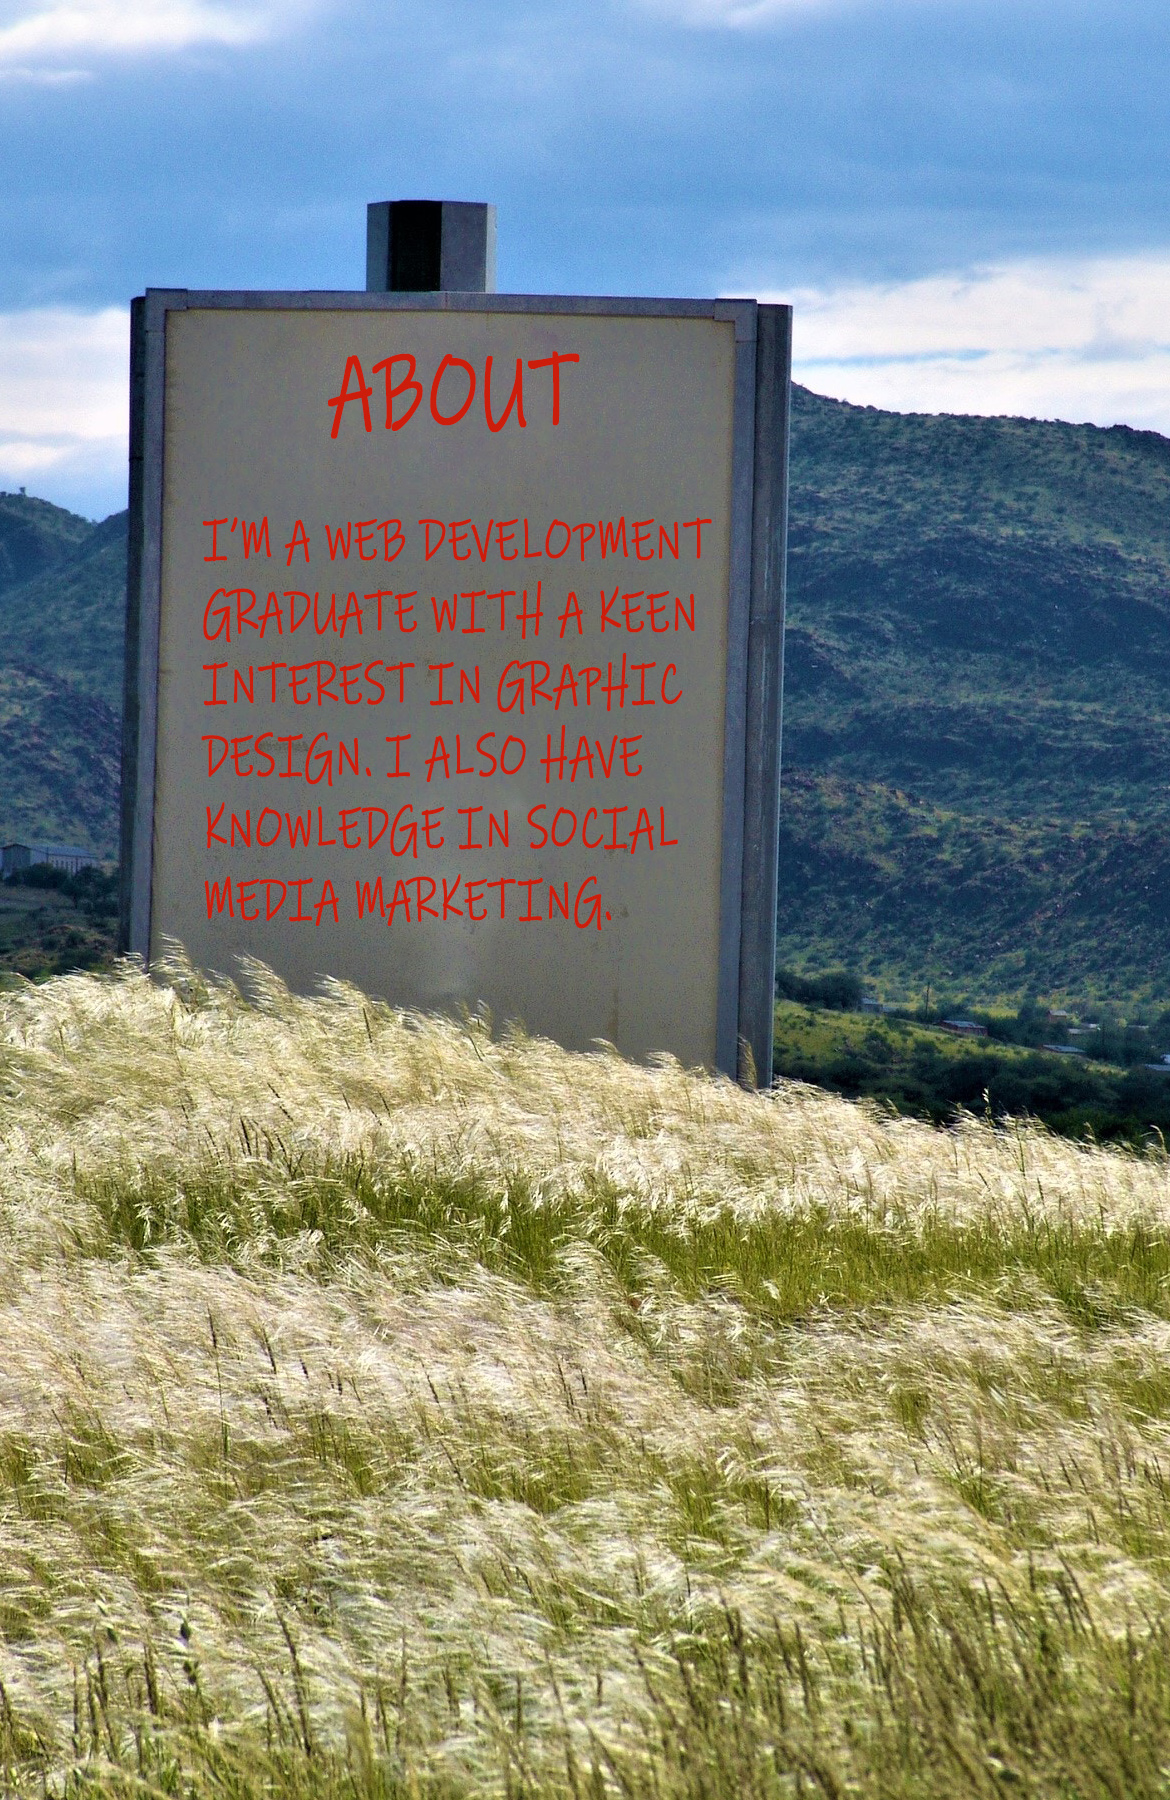 ABOUT
I'M A WEB DEVELOPMENT
GRADUATE WITH A KEEN
INTEREST IN GRAPHIC
DESIGN. I ALSO HAVE
KNOWLEDGE IN SOCIAL
MEDIA MARKETING.